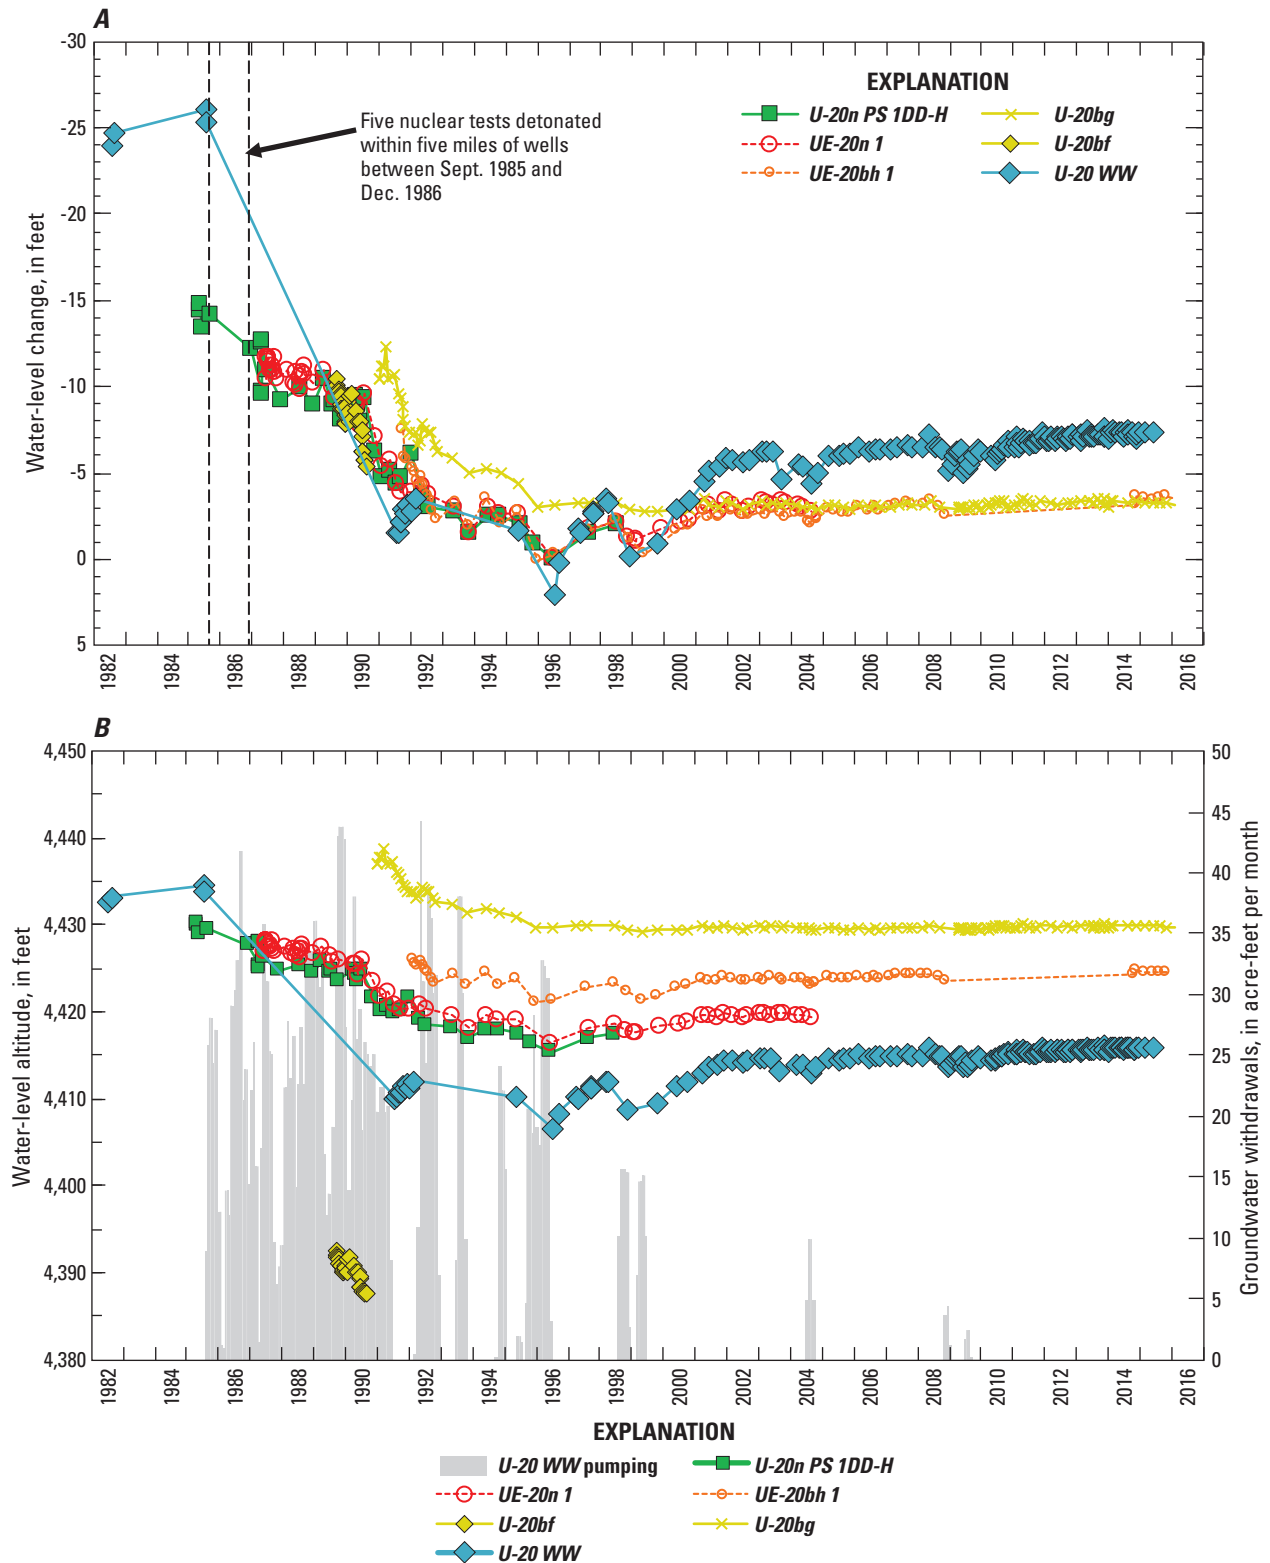 A
-30
-25
-20
-15
-10
-5
0
5
Water-level change, in feet
Five nuclear tests detonated
within five miles of wells
between Sept. 1985 and
Dec. 1986
EXPLANATION
U-20n PS 1DD-H
UE-20n 1
UE-20bh 1
U-20bg
U-20bf
U-20 WW
1982 1984 1986 1988 1990 1992 1994 1996 1998 2000 2002 2004 2006 2008 2010 2012 2014 2016
B
4,450
4,440
4,430
4,420
4,410
4,400
4,390
4,380
Water-level altitude, in feet
50
45
40
35
30
25
20
15
10
5
0
Groundwater withdrawals, in acre-feet per month
1982 1984 1986 1988 1990 1992 1994 1996 1998 2000 2002 2004 2006 2008 2010 2012 2014 2016
EXPLANATION
U-20 WW pumping
U-20n PS 1DD-H
UE-20n 1
UE-20bh 1
U-20bf
U-20bg
U-20 WW